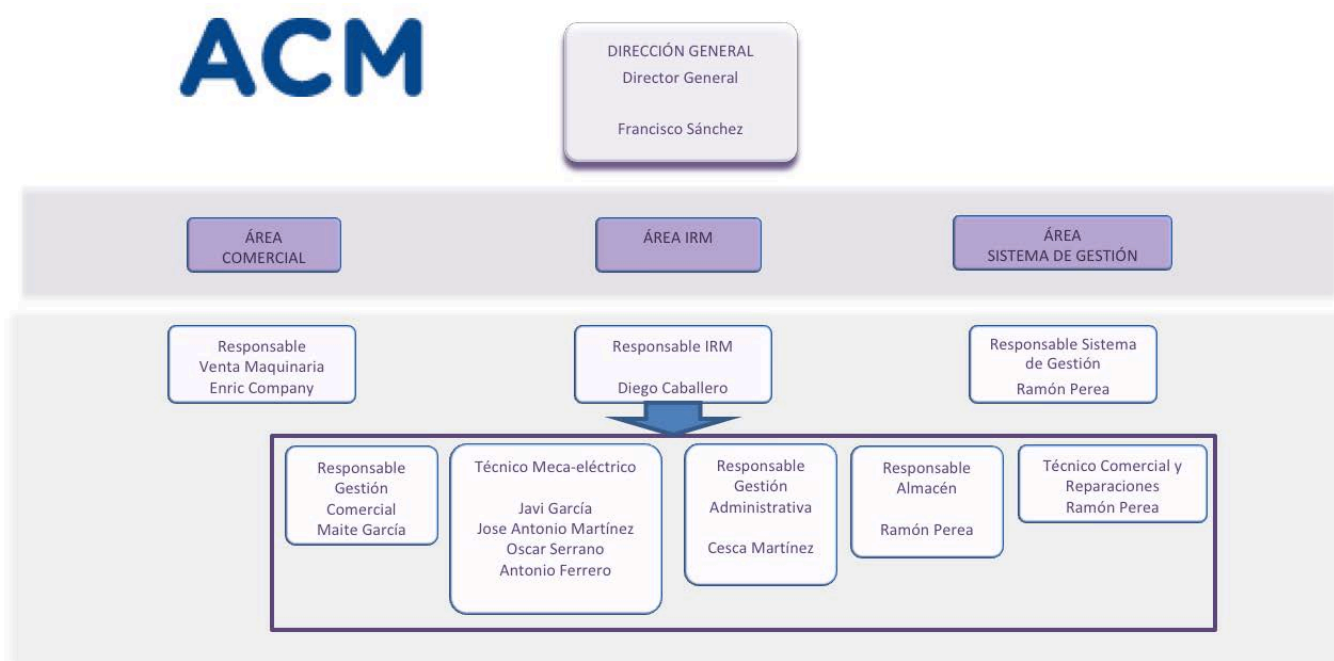 ACM
DIRECCIÓN GENERAL
Director General
Francisco Sánchez
ÁREA
COMERCIAL
ÁREA IRM
ÁREA
SISTEMA DE GESTIÓN
Responsable
Venta Maquinaria
Enric Company
Responsable IRM
Diego Caballero
Responsable Sistema
de Gestión
Ramón Perea
Responsable
Gestión
Comercial
Maite García
Técnico Meca-eléctrico
Javi García
Jose Antonio Martínez
Oscar Serrano
Antonio Ferrero
Responsable
Gestión
Administrativa
Cesca Martínez
Responsable
Almacén
Ramón Perea
Técnico Comercial y
Reparaciones
Ramón Perea